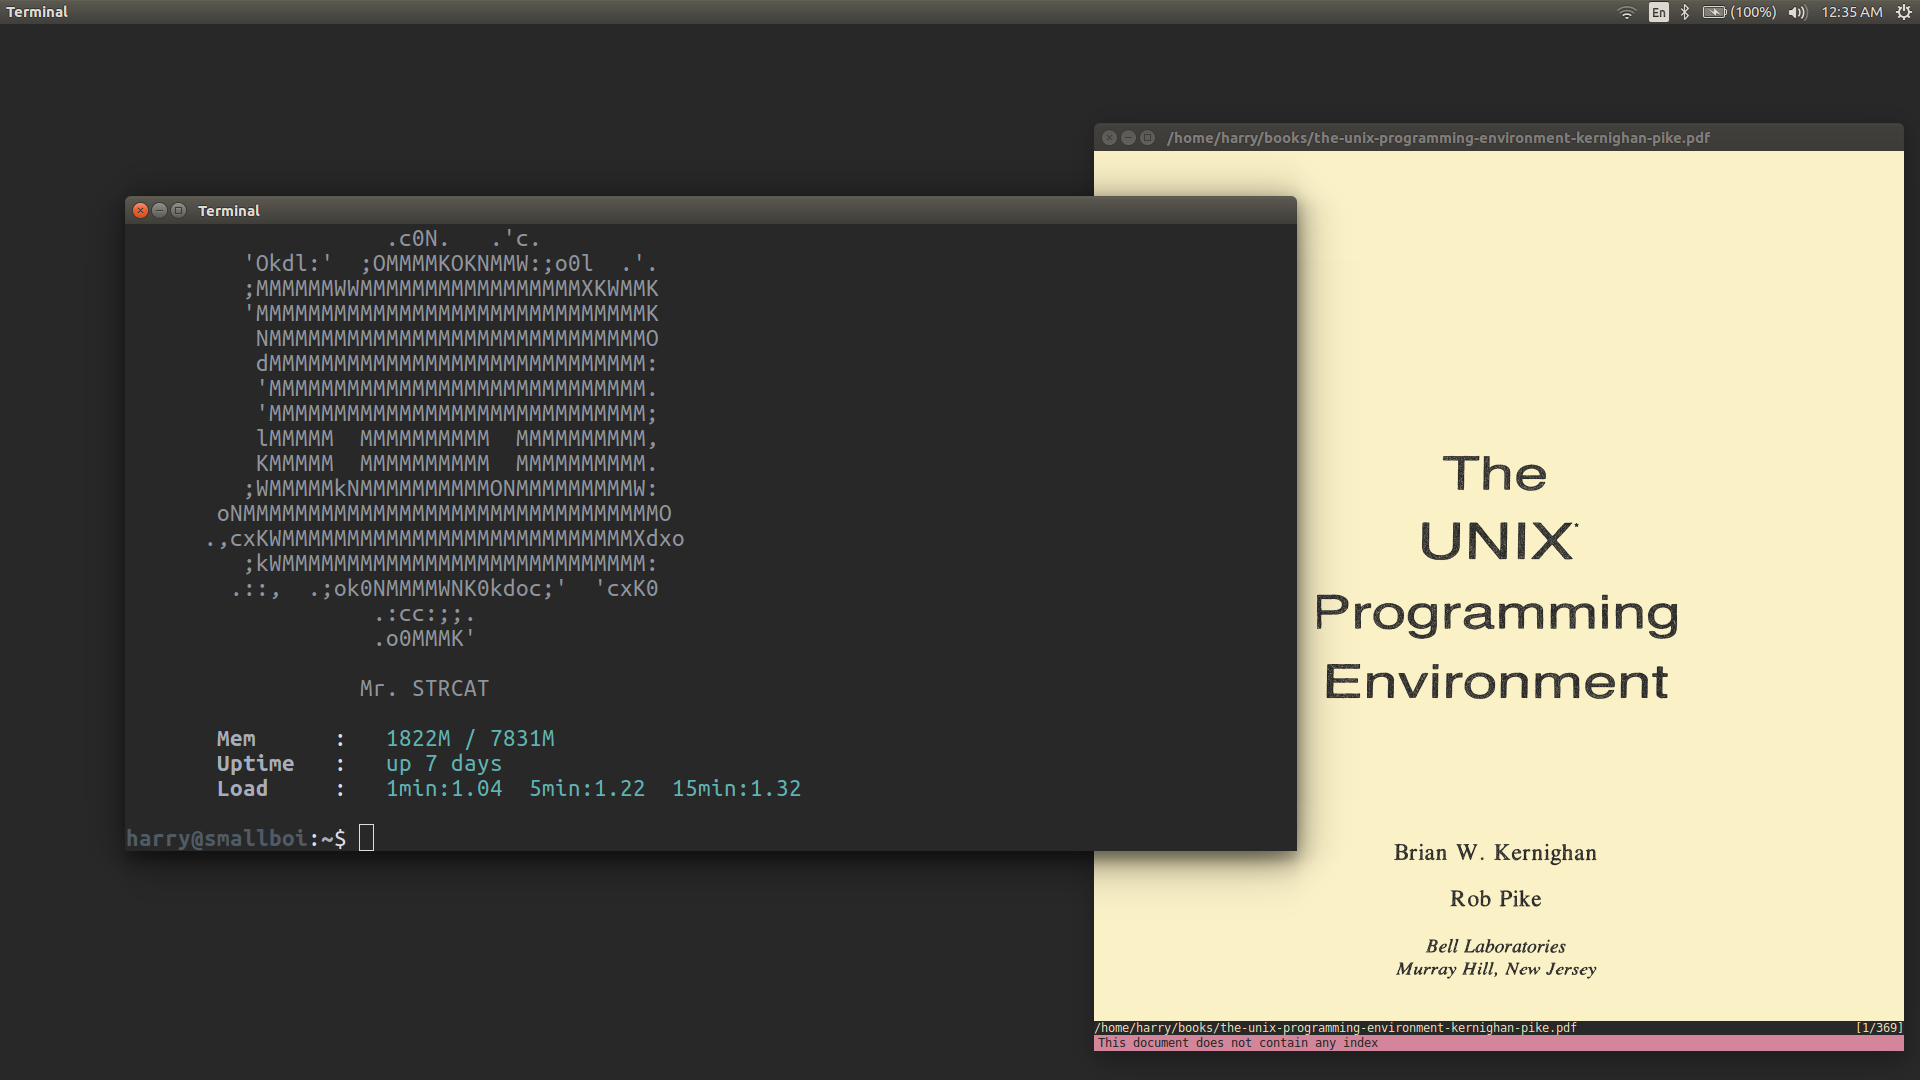 Terminal
En
(100%)
12:35 AM
/home/harry/books/the-unix-programming-environment-kernighan-pike.pdf
Terminal
.c0N.   .'c.
'Okdl:'  ;OMMMMKOKNMMW:;o0l  .'.
;MMMMMMWWMMMMMMMMMMMMMMMMMXKWMMK
'MMMMMMMMMMMMMMMMMMMMMMMMMMMMMMK
NMMMMMMMMMMMMMMMMMMMMMMMMMMMMMO
dMMMMMMMMMMMMMMMMMMMMMMMMMMMMM:
'MMMMMMMMMMMMMMMMMMMMMMMMMMMMM.
'MMMMMMMMMMMMMMMMMMMMMMMMMMMMM;
lMMMMM  MMMMMMMMMM  MMMMMMMMMM,
KMMMMM  MMMMMMMMMM  MMMMMMMMMM.
;WMMMMMkNMMMMMMMMMMONMMMMMMMMMW:
oNMMMMMMMMMMMMMMMMMMMMMMMMMMMMMMMMO
.,cxKWMMMMMMMMMMMMMMMMMMMMMMMMMMMXdxo
;kWMMMMMMMMMMMMMMMMMMMMMMMMMMMM:
.::,  .;ok0NMMMMWNK0kdoc;'  'cxK0
.:cc:;;.
.o0MMMK'
Mr. STRCAT
Mem      :   1822M / 7831M
Uptime   :   up 7 days
Load     :   1min:1.04  5min:1.22  15min:1.32
harry@smallboi:~$
The
UNIX*
Programming
Environment
Brian W. Kernighan
Rob Pike
Bell Laboratories
Murray Hill, New Jersey
/home/harry/books/the-unix-programming-environment-kernighan-pike.pdf [1/369]
This document does not contain any index